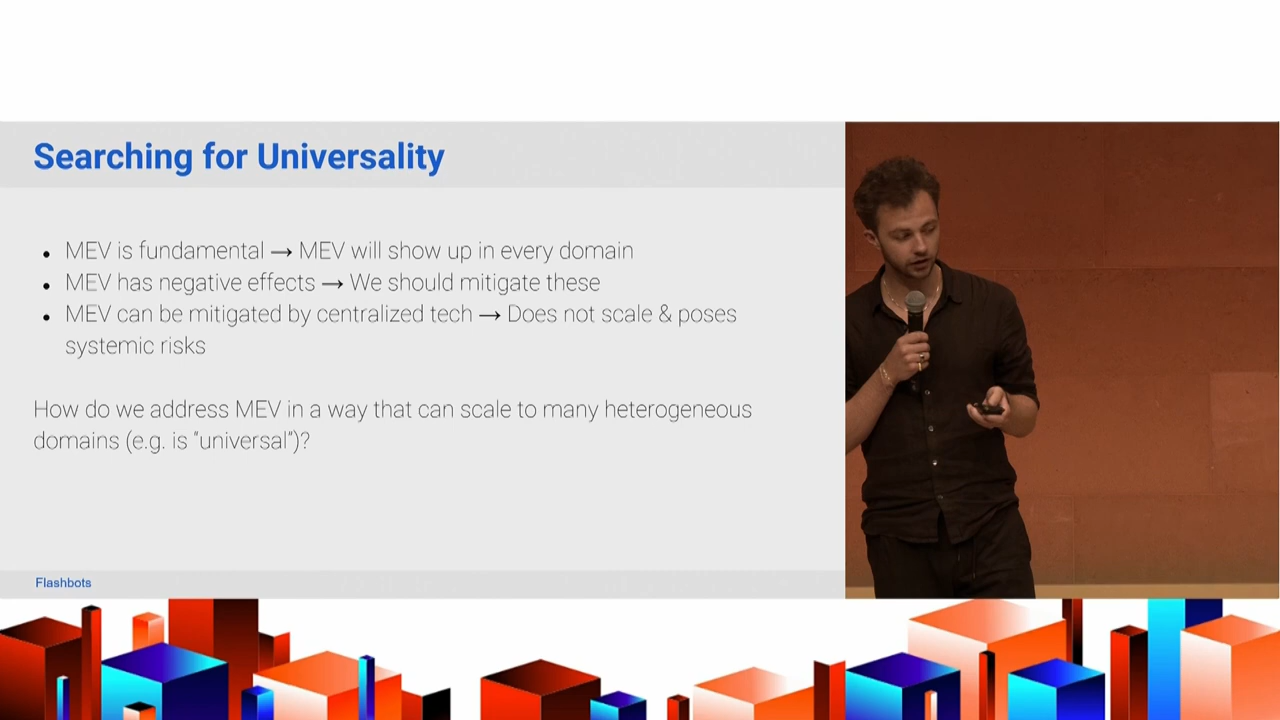 Searching for Universality
• MEV is fundamental → MEV will show up in every domain
• MEV has negative effects → We should mitigate these
• MEV can be mitigated by centralized tech → Does not scale & poses
systemic risks
How do we address MEV in a way that can scale to many heterogeneous
domains (e.g. is “universal”)?
Flashbots